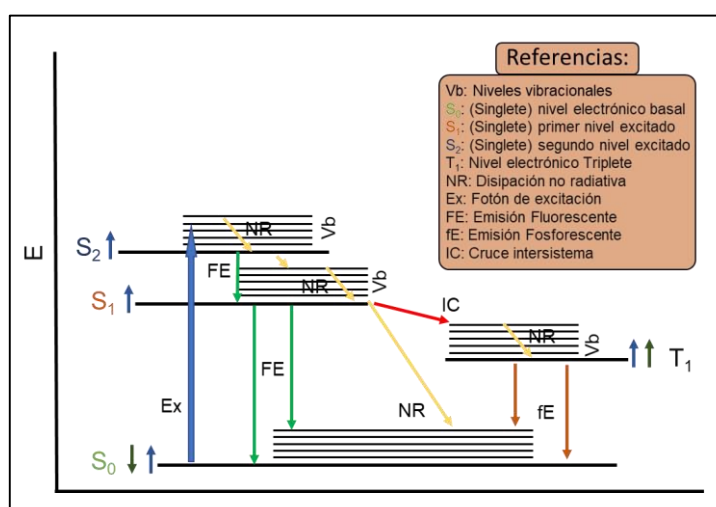 Referencias:
Vb: Niveles vibracionales
S₀: (Singlete) nivel electrónico basal
S₁: (Singlete) primer nivel excitado
S₂: (Singlete) segundo nivel excitado
T₁: Nivel electrónico Triplete
NR: Disipación no radiativa
Ex: Fotón de excitación
FE: Emisión Fluorescente
fE: Emisión Fosforescente
IC: Cruce intersistema
E
S₂
NR
Vb
FE
S₁
NR
Vb
IC
NR
Vb
T₁
Ex
FE
NR
fE
S₀